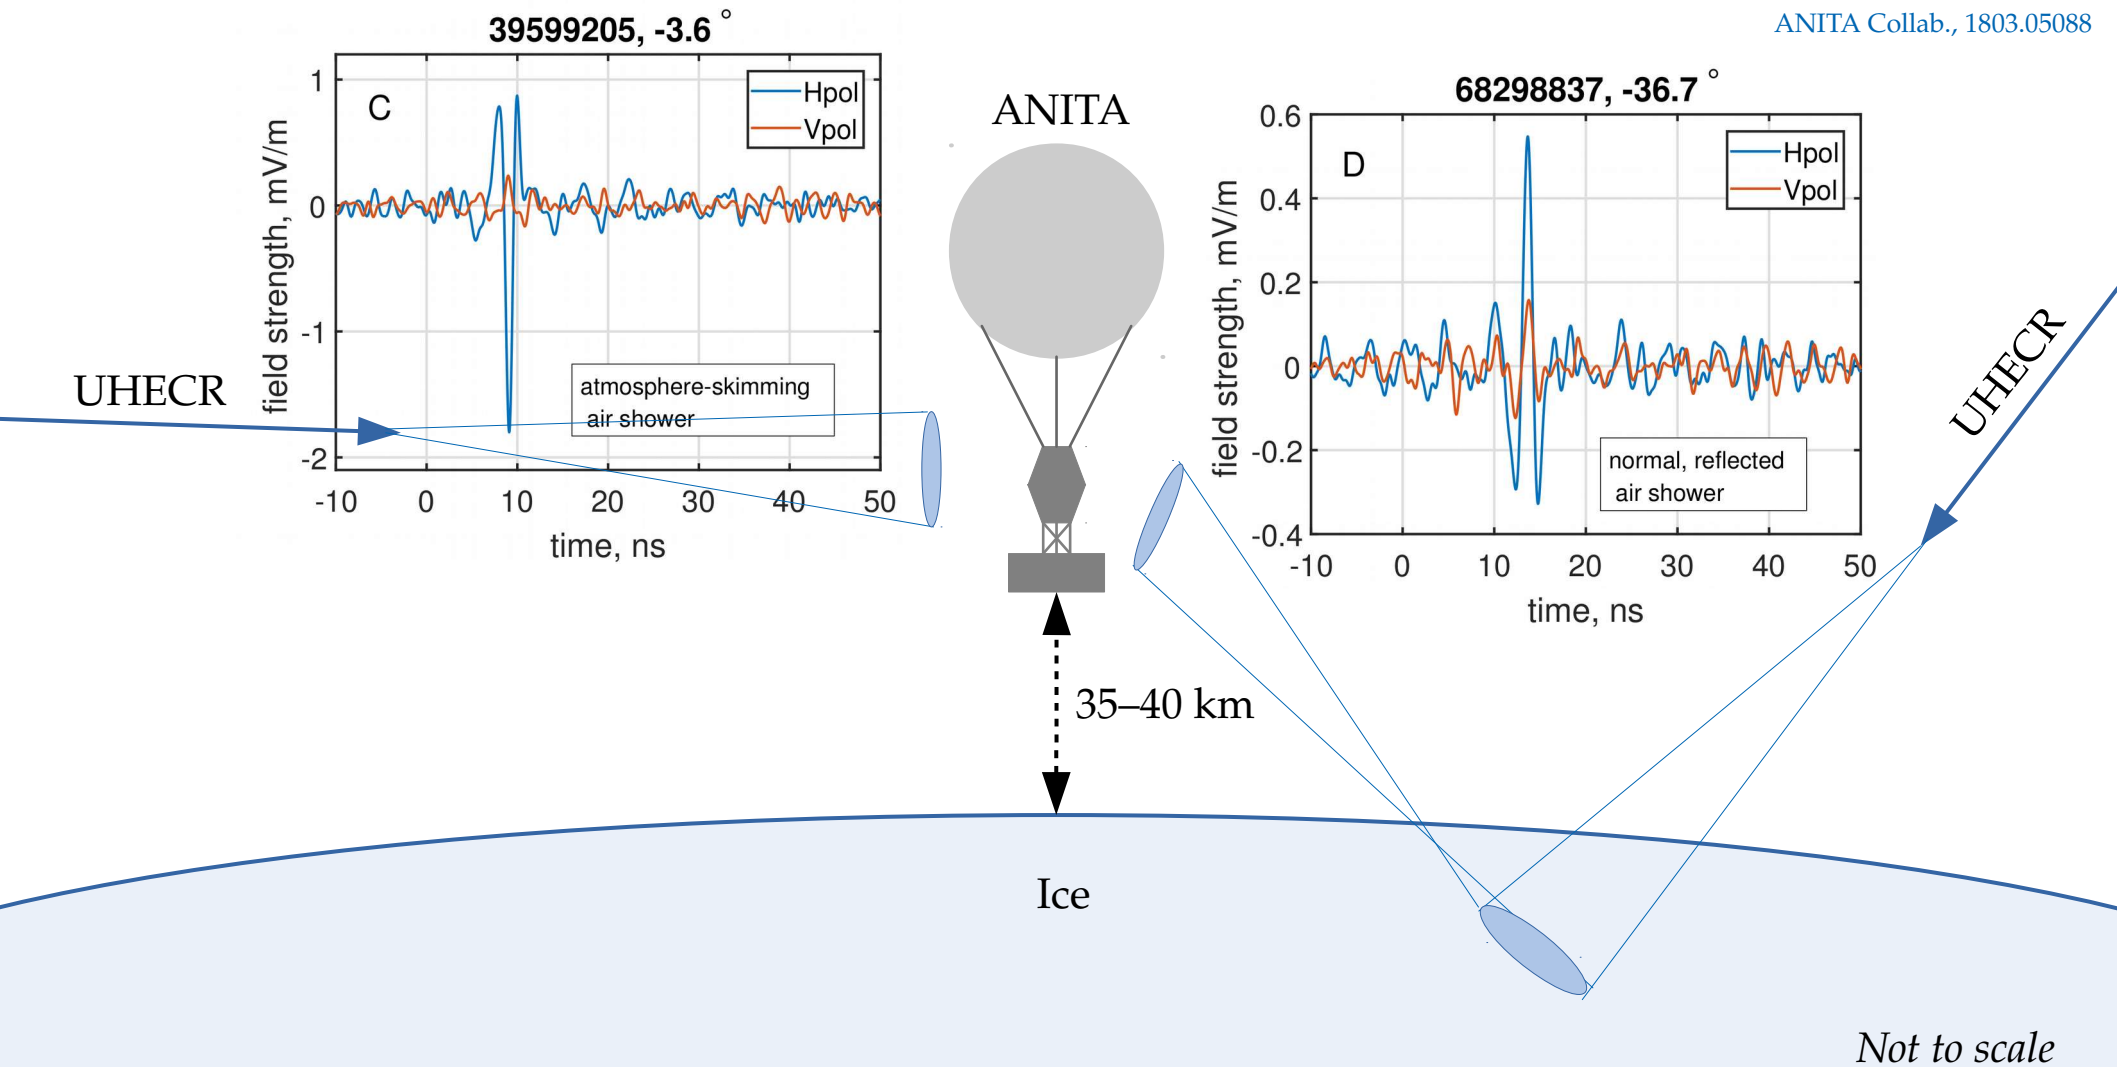 ANITA Collab., 1803.05088
39599205, -3.6 °
C
Hpol
Vpol
1
0
-1
-2
field strength, mV/m
atmosphere-skimming
air shower
-10 0 10 20 30 40 50
time, ns
UHECR
ANITA
68298837, -36.7 °
D
Hpol
Vpol
0.6
0.4
0.2
0
-0.2
-0.4
field strength, mV/m
normal, reflected
air shower
-10 0 10 20 30 40 50
time, ns
UHECR
35–40 km
Ice
Not to scale